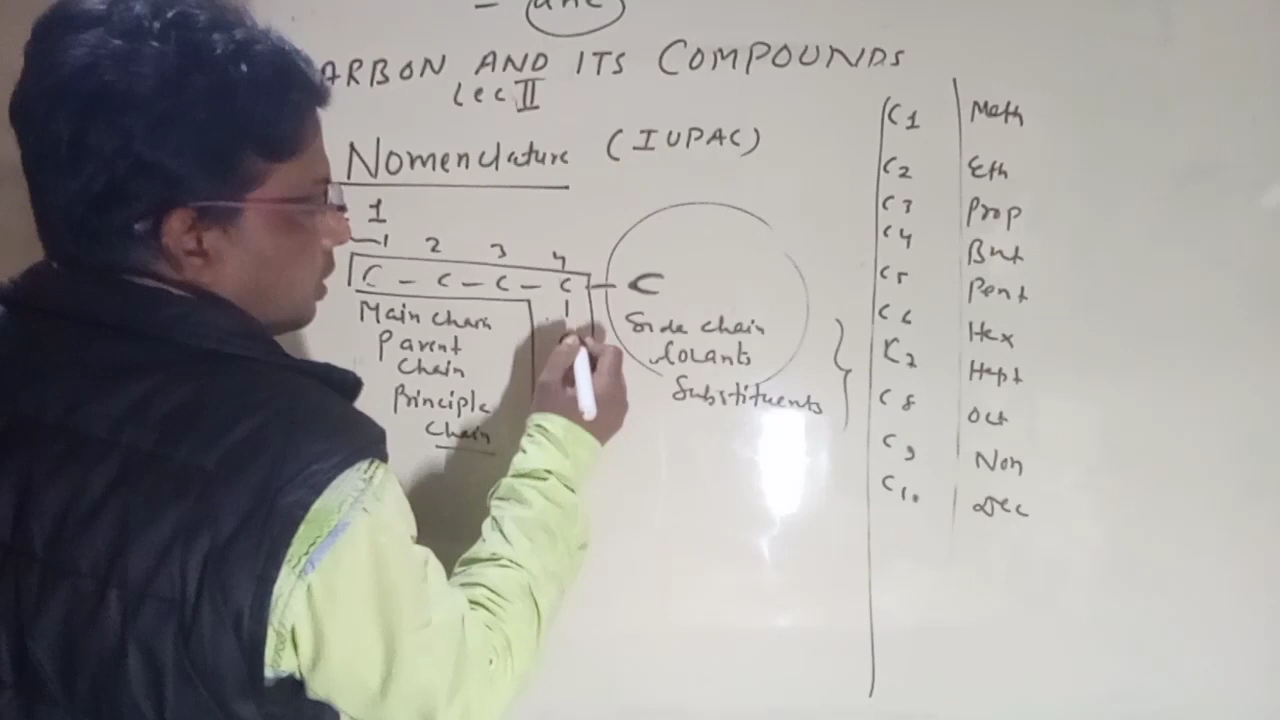 - ane
ARBON AND ITS COMPOUNDS
Lec II
Nomenclature (IUPAC)
1
1 2 3 4
C - C - C - C - C
Main chain
Parent
Chain
Principle
Chain
Side chain
Substituents
C1 Meth
C2 Eth
C3 Prop
C4 But
C5 Pent
C6 Hex
C7 Hept
C8 Oct
C9 Non
C10 Dec